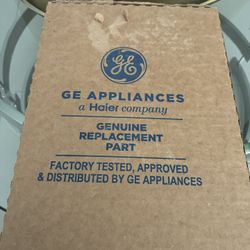 GE
GE APPLIANCES
a Haier company
GENUINE
REPLACEMENT
PART
FACTORY TESTED, APPROVED
& DISTRIBUTED BY GE APPLIANCES